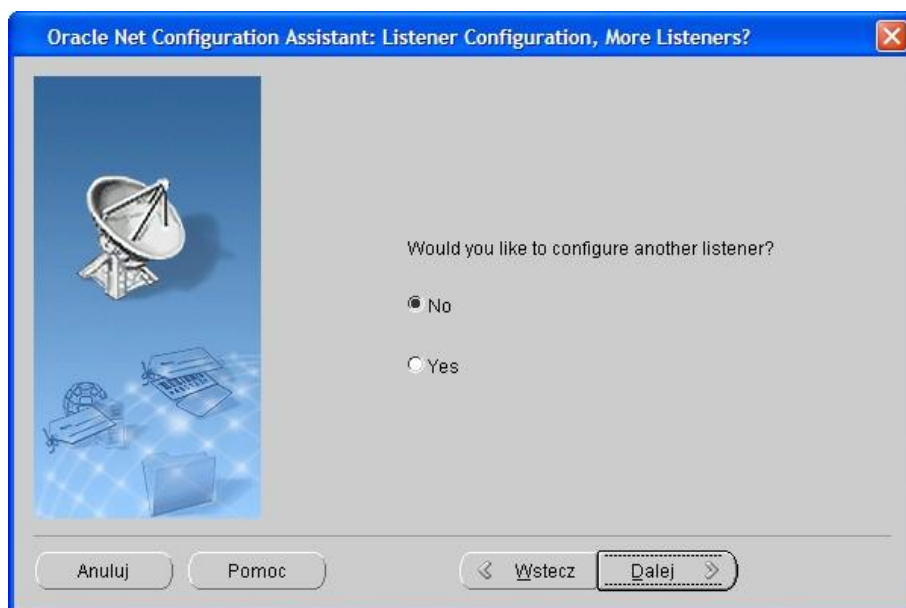 Oracle Net Configuration Assistant: Listener Configuration, More Listeners?
Would you like to configure another listener?
No
Yes
Anuluj Pomoc Wstecz Dalej